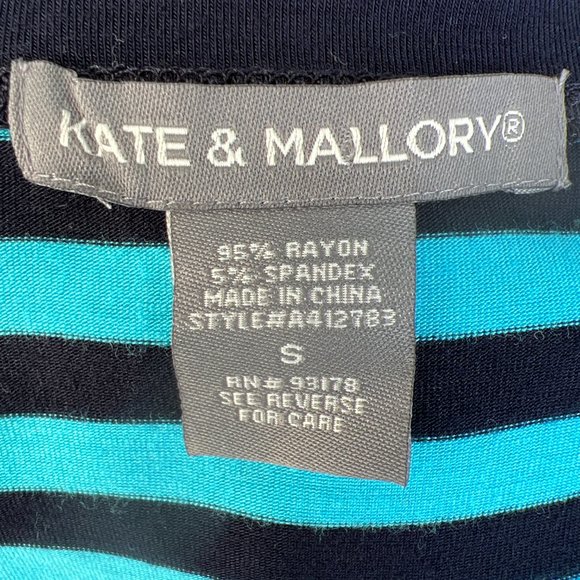 KATE & MALLORY®
95% RAYON
5% SPANDEX
MADE IN CHINA
STYLE#A412783
S
RN# 93178
SEE REVERSE
FOR CARE